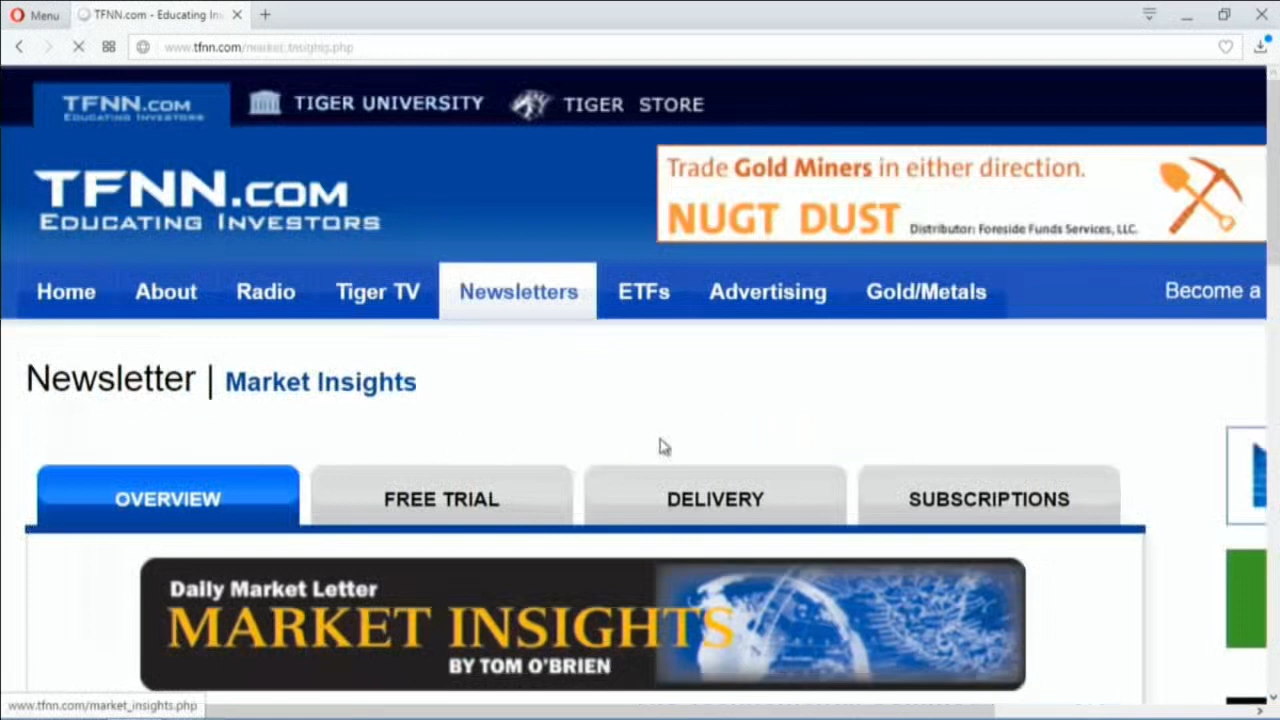 Menu TFNN.com - Educating In
www.tfnn.com/market_insights.php
TFNN.COM TIGER UNIVERSITY TIGER STORE
EDUCATING INVESTORS
Trade Gold Miners in either direction.
TFNN.COM
NUGT DUST Distributor: Foreside Funds Services, LLC.
EDUCATING INVESTORS
Home About Radio Tiger TV Newsletters ETFs Advertising Gold/Metals Become a
Newsletter | Market Insights
OVERVIEW FREE TRIAL DELIVERY SUBSCRIPTIONS
Daily Market Letter
MARKET INSIGHTS
BY TOM O'BRIEN
www.tfnn.com/market_insights.php